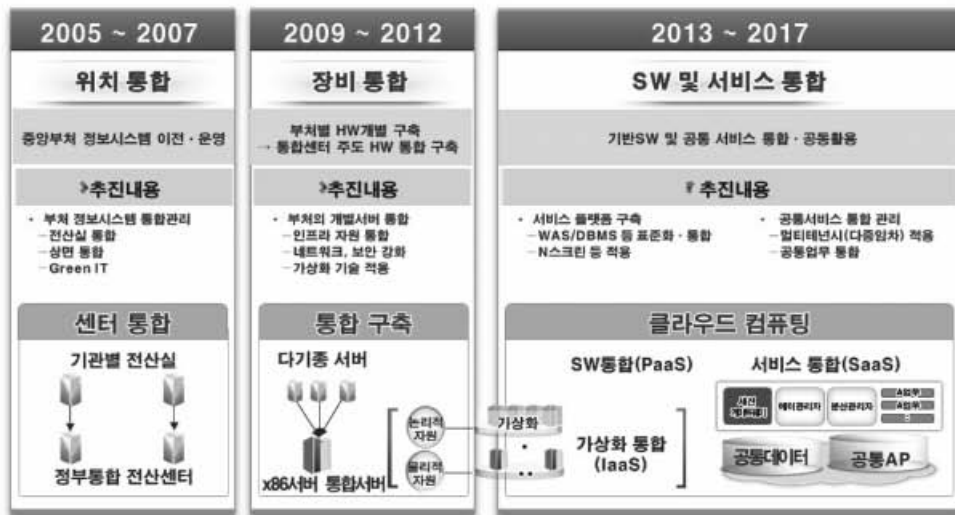 2005 ~ 2007
위치 통합
중앙부처 정보시스템 이전 · 운영
추진내용
• 부처 정보시스템 통합관리
－전산실 통합
－상면 통합
－Green IT
센터 통합
기관별 전산실
정부통합 전산센터
2009 ~ 2012
장비 통합
부처별 HW개별 구축
→ 통합센터 주도 HW 통합 구축
추진내용
• 부처의 개별서버 통합
－인프라 자원 통합
－네트워크, 보안 강화
－가상화 기술 적용
통합 구축
다기종 서버
x86서버 통합서버
논리적
자원
물리적
자원
2013 ~ 2017
SW 및 서비스 통합
기반SW 및 공통 서비스 통합 · 공동활용
추진내용
• 서비스 플랫폼 구축
－WAS/DBMS 등 표준화 · 통합
－N스크린 등 적용
• 공통서비스 통합 관리
－멀티테넌시(다중임차) 적용
－공통업무 통합
클라우드 컴퓨팅
SW통합(PaaS)
가상화
가상화 통합
(IaaS)
서비스 통합(SaaS)
메타관리자
분산관리자
A업무
A업무
공통데이터
공통AP